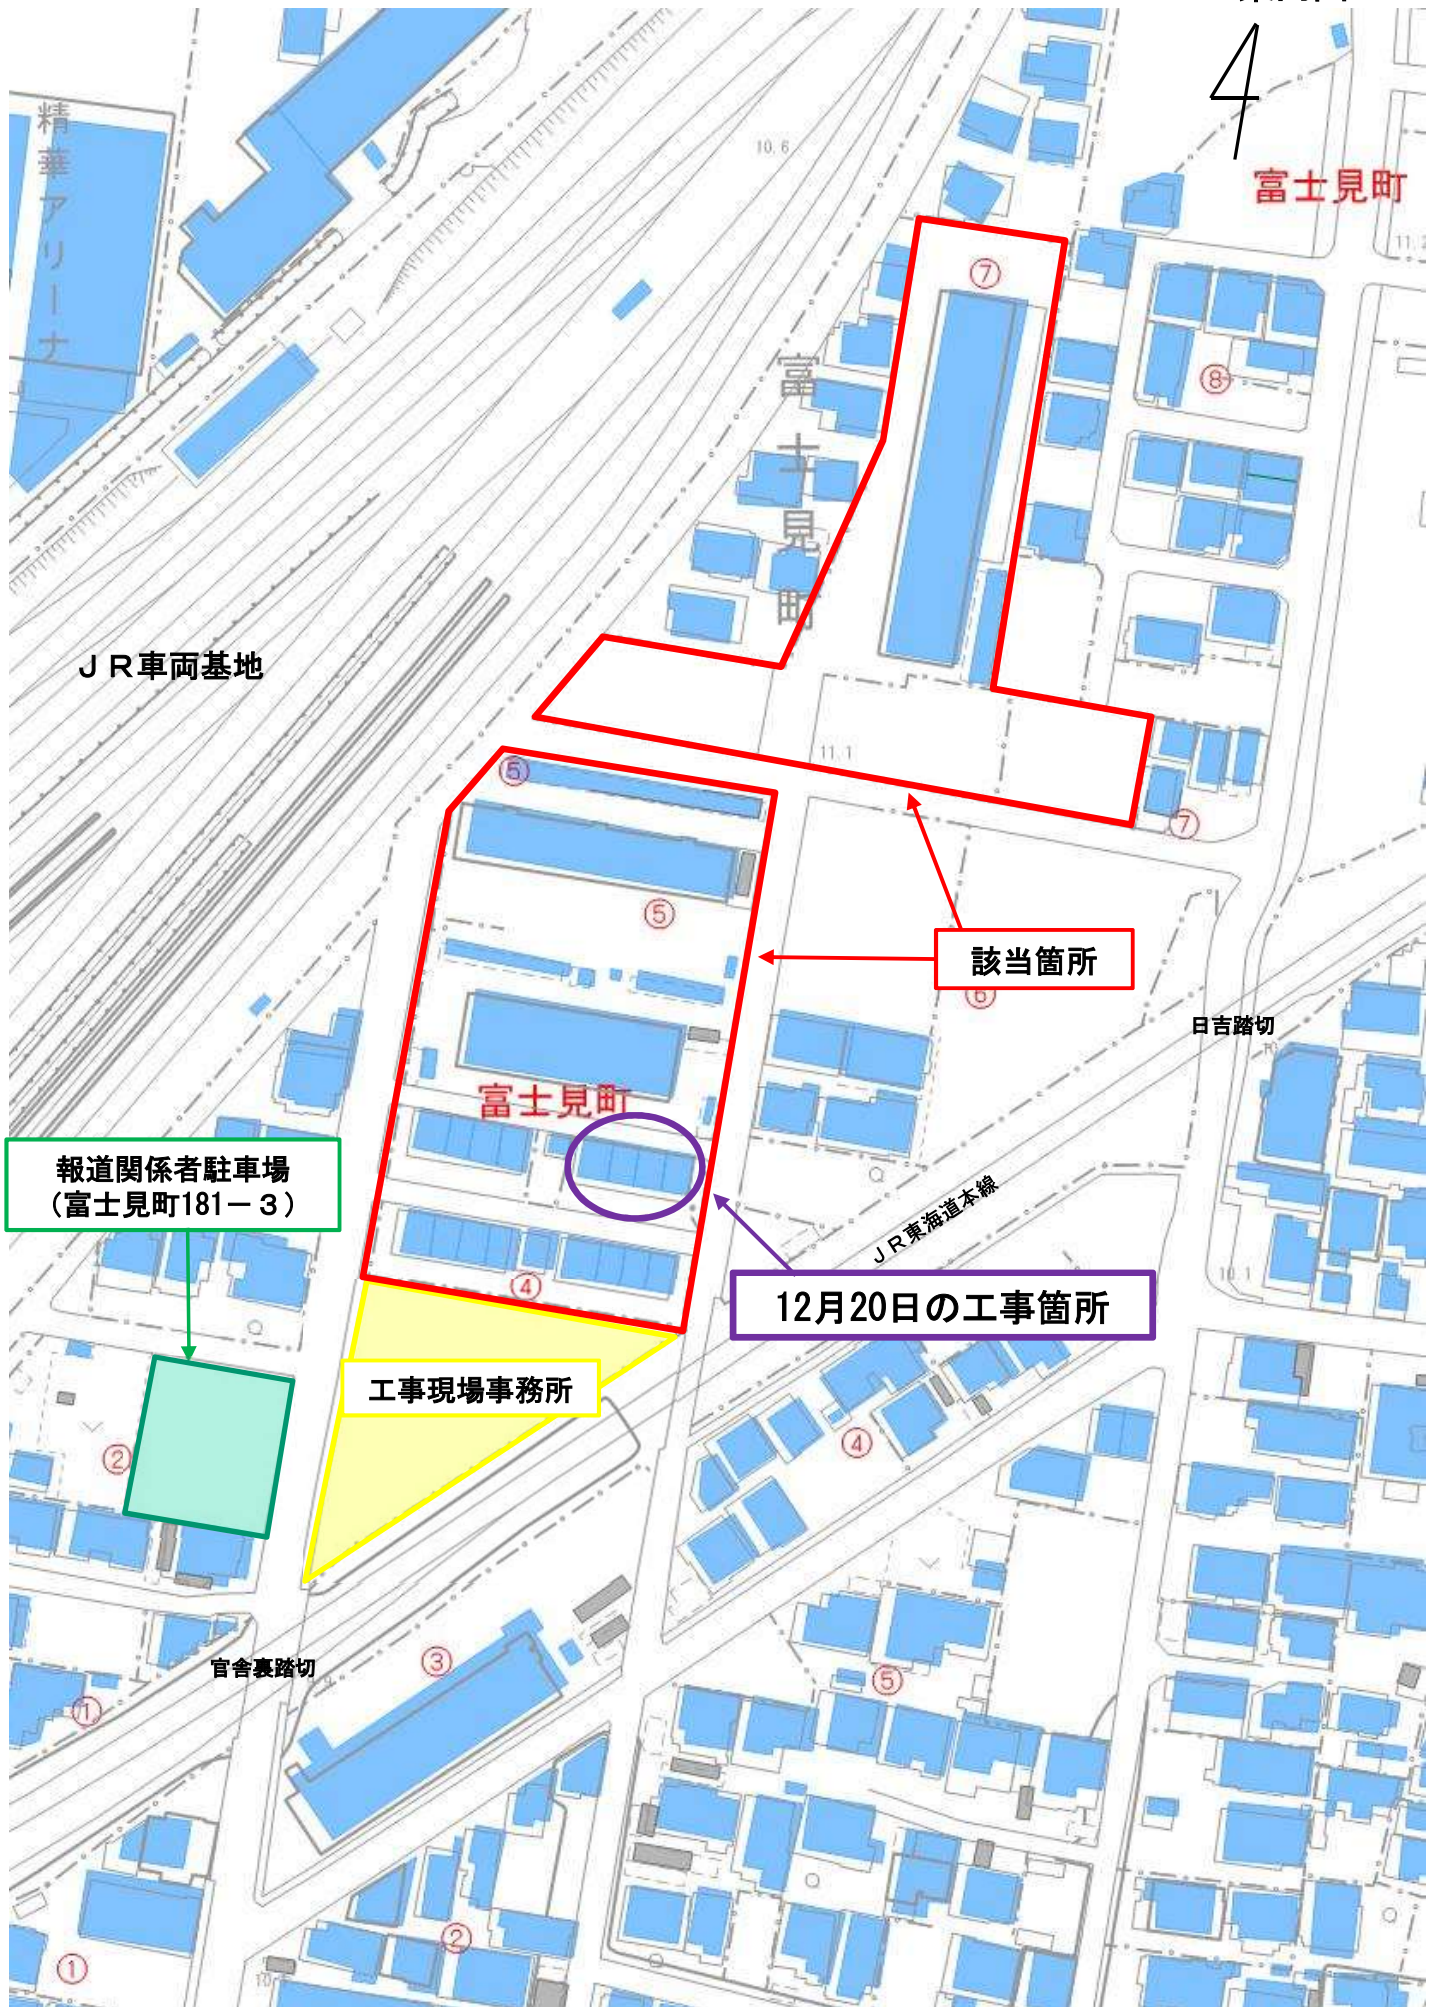 富士見町
精華アリーナ
10.6
11.2
⑦
⑧
富士見町
ＪＲ車両基地
11.1
⑤
⑦
⑤
該当箇所
⑥
日吉踏切
富士見町
報道関係者駐車場
（富士見町181－３）
ＪＲ東海道本線
10.1
④
12月20日の工事箇所
工事現場事務所
④
②
官舎裏踏切
③
⑤
①
②
①